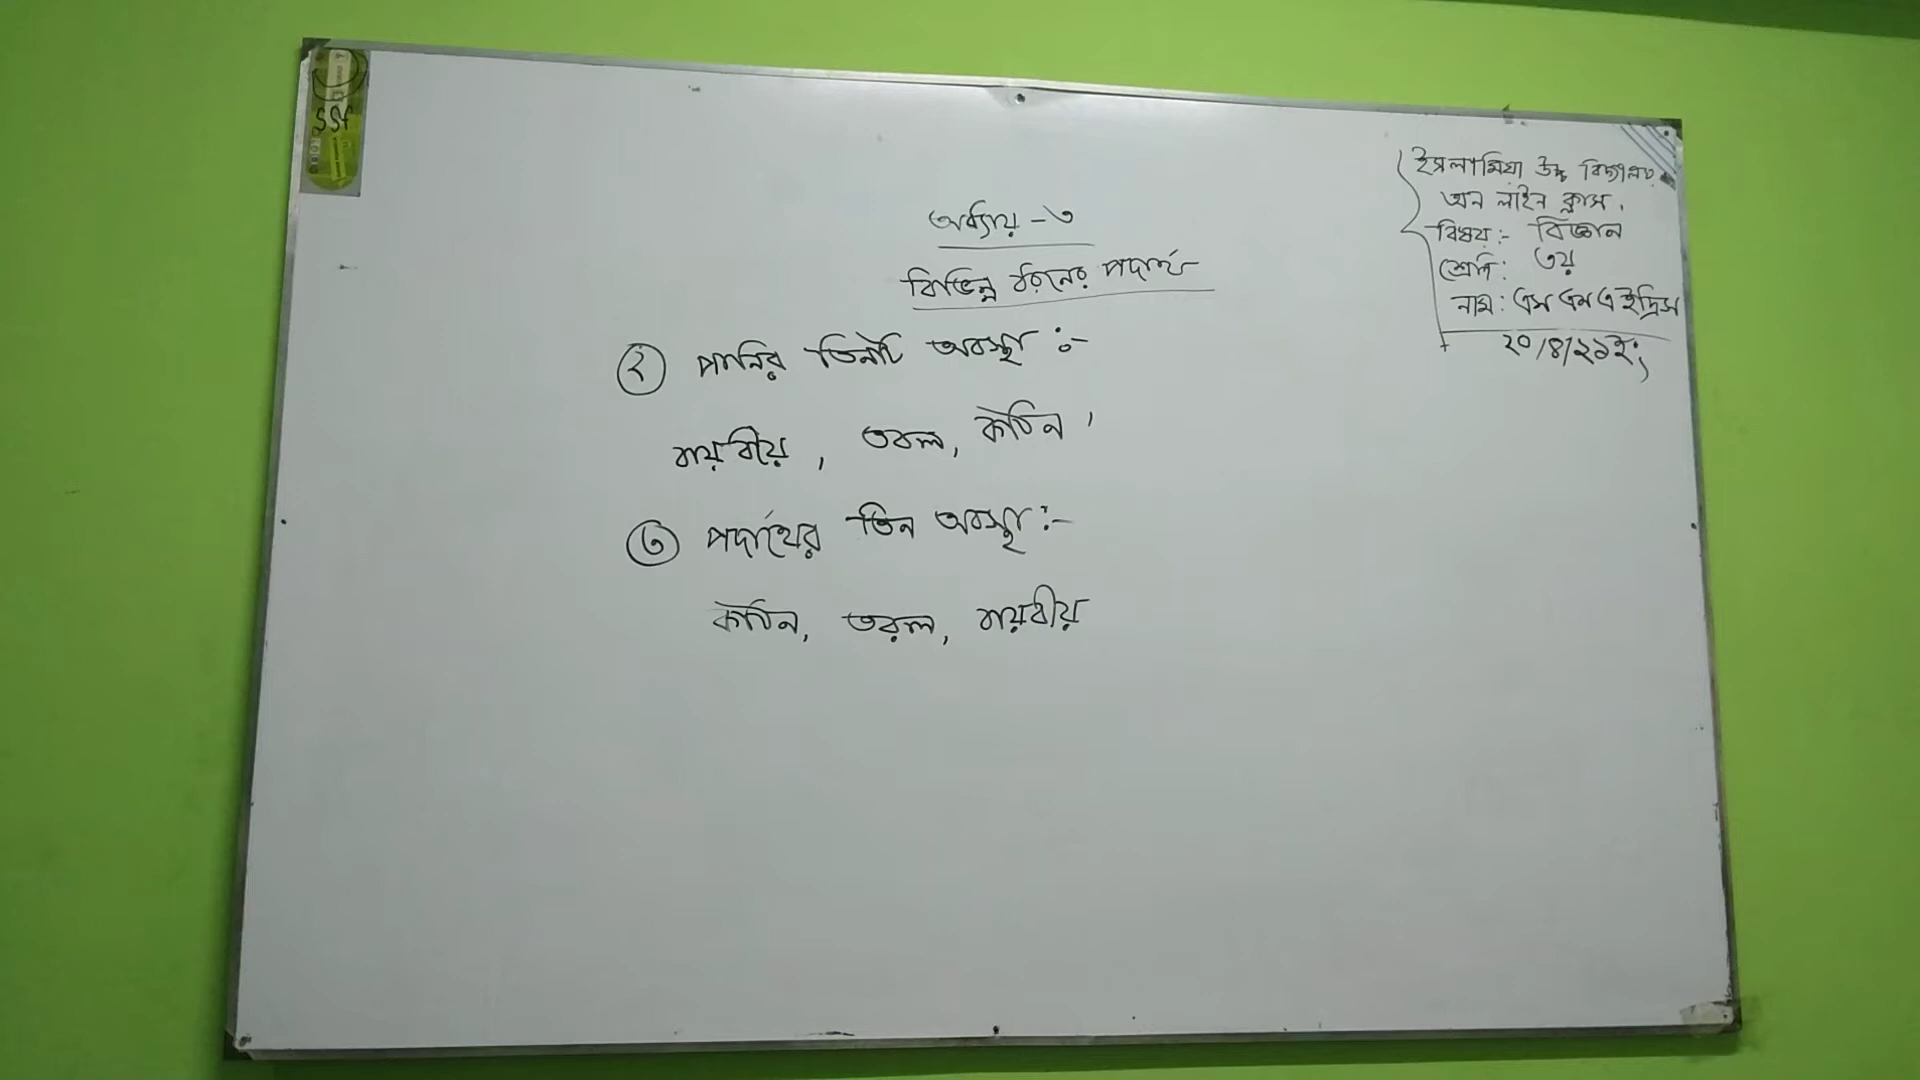 ইসলামিয়া উচ্চ বিদ্যালয়
অন লাইন ক্লাস।
বিষয়:- বিজ্ঞান
শ্রেণি: ৩য়
নাম: এস এম এ ইদ্রিস
২০/৪/২১ইং
অধ্যায় - ৩
বিভিন্ন ধরনের পদার্থ
২ পানির তিনটি অবস্থা :-
বায়বীয়, তরল, কঠিন।
৩ পদার্থের তিন অবস্থা :-
কঠিন, তরল, বায়বীয়